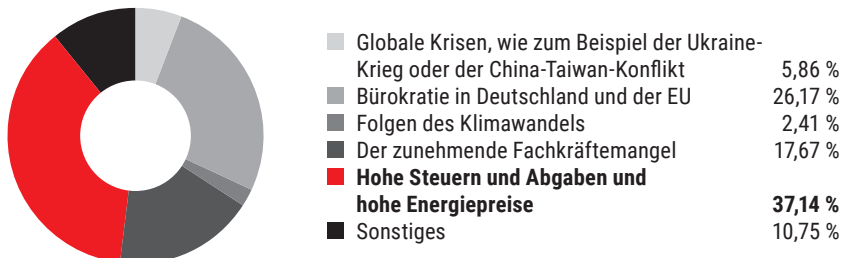 Globale Krisen, wie zum Beispiel der Ukraine-
Krieg oder der China-Taiwan-Konflikt 5,86 %
Bürokratie in Deutschland und der EU 26,17 %
Folgen des Klimawandels 2,41 %
Der zunehmende Fachkräftemangel 17,67 %
Hohe Steuern und Abgaben und
hohe Energiepreise 37,14 %
Sonstiges 10,75 %